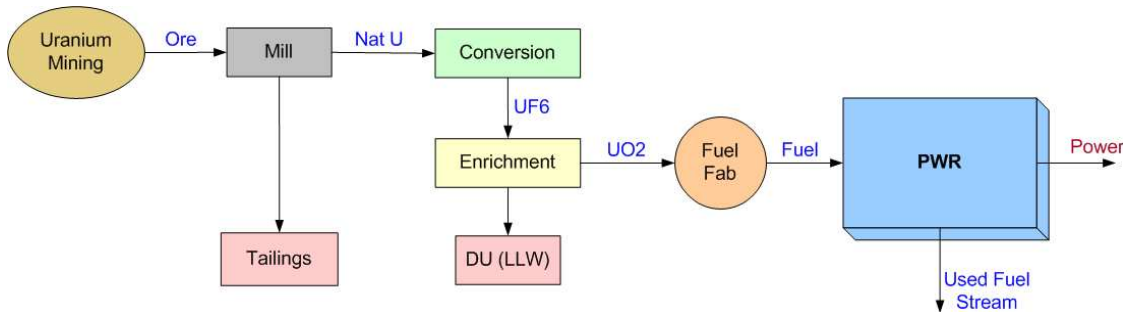 Uranium
Mining
Ore
Mill
Nat U
Conversion
UF6
Enrichment
UO2
Fuel
Fab
Fuel
PWR
Power
Tailings
DU (LLW)
Used Fuel
Stream